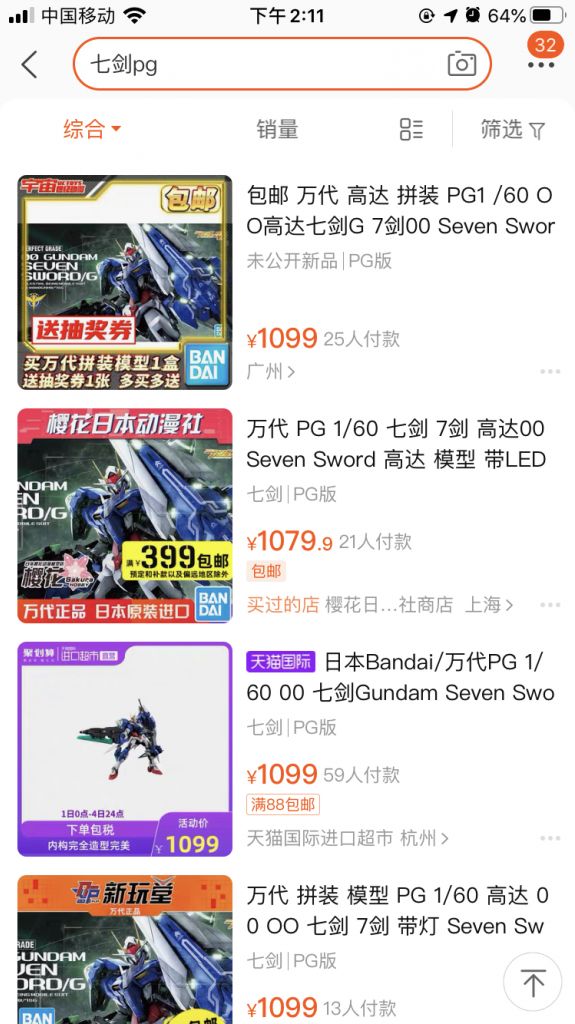 中国移动
下午2:11
64%
七剑pg
32
综合
销量
筛选
宇宙
包邮
PERFECT GRADE
00 GUNDAM
SEVEN
SWORD/G
送抽奖券
买万代拼装模型1盒
送抽奖券1张 多买多送
BAN
DAI
包邮 万代 高达 拼装 PG1 /60 O
O高达七剑G 7剑00 Seven Swor
未公开新品|PG版
¥1099 25人付款
广州
樱花日本动漫社
NDAM
EN
RD/G
满¥399包邮
预定和补款以及偏远地区除外
樱花
Sakura
HOBBY
万代正品 日本原装进口
BAN
DAI
万代 PG 1/60 七剑 7剑 高达00
Seven Sword 高达 模型 带LED
七剑|PG版
¥1079.9 21人付款
包邮
买过的店 樱花日...社商店 上海
聚划算
进口超市
1日0点-4日24点
下单包税
内构完全造型完美
活动价
¥1099
天猫国际 日本Bandai/万代PG 1/
60 00 七剑Gundam Seven Swo
七剑|PG版
¥1099 59人付款
满88包邮
天猫国际进口超市 杭州
新玩堂
万代正品
RADE
GUNDAM
VEN
ORD/G
BAN
包邮
万代 拼装 模型 PG 1/60 高达 0
0 OO 七剑 7剑 带灯 Seven Sw
七剑|PG版
¥1099 13人付款